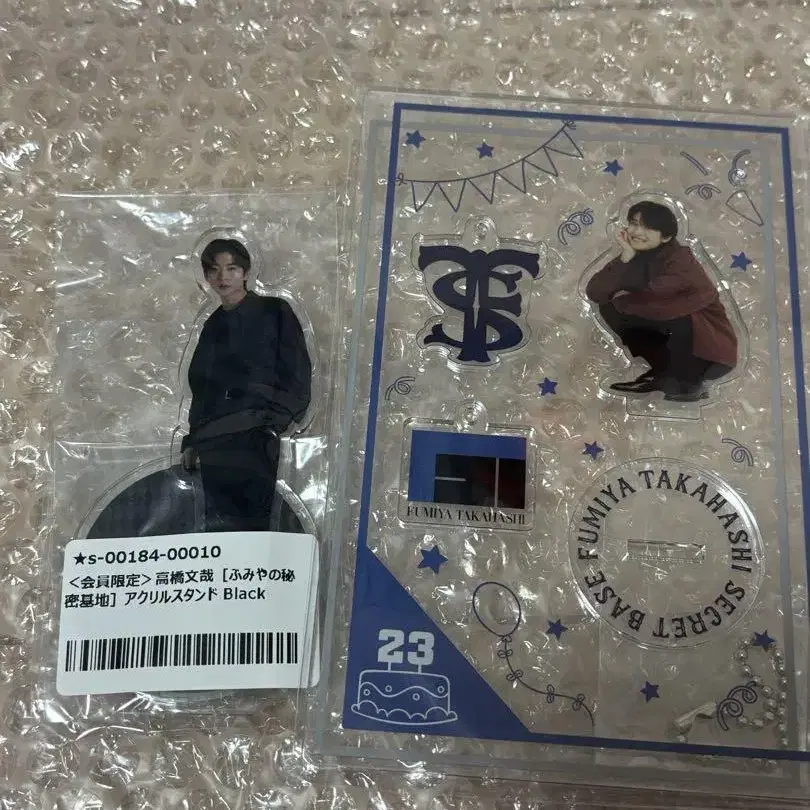 ★s-00184-00010
＜会員限定＞高橋文哉［ふみやの秘
密基地］アクリルスタンド Black
FUMIYA TAKAHASHI
FUMIYA TAKAHASHI SECRET BASE
23